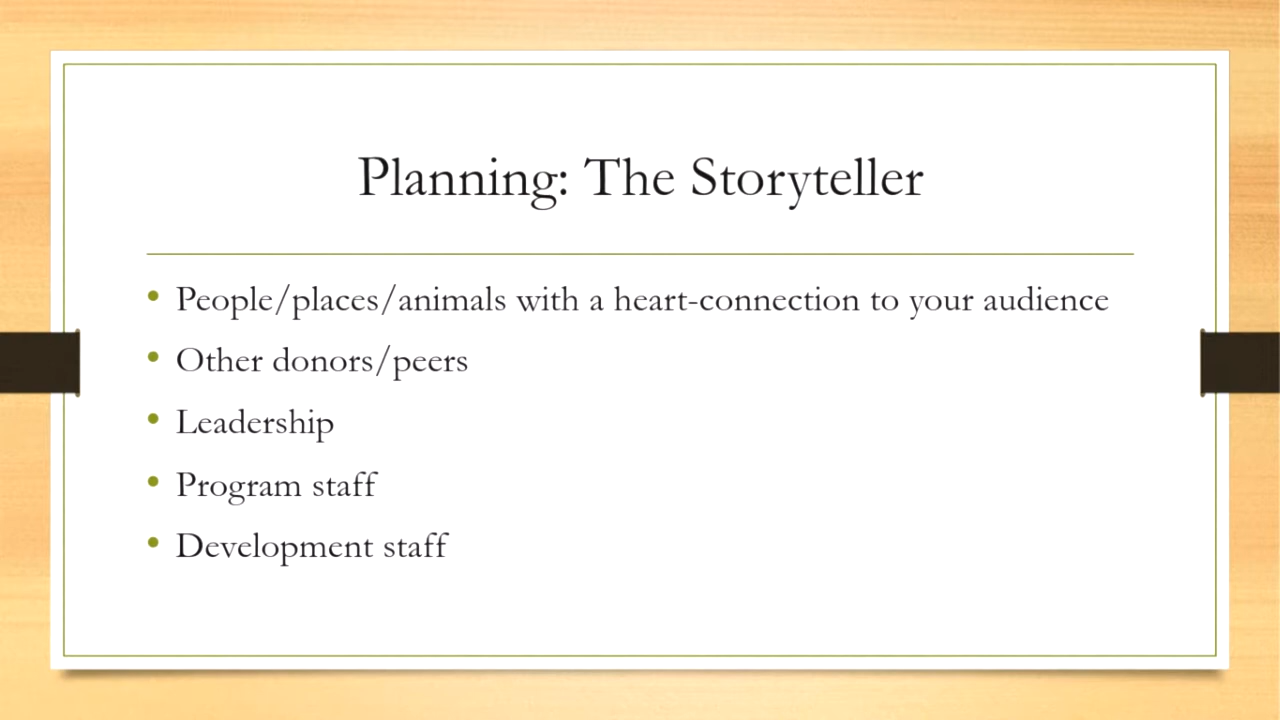 Planning: The Storyteller
• People/places/animals with a heart-connection to your audience
• Other donors/peers
• Leadership
• Program staff
• Development staff